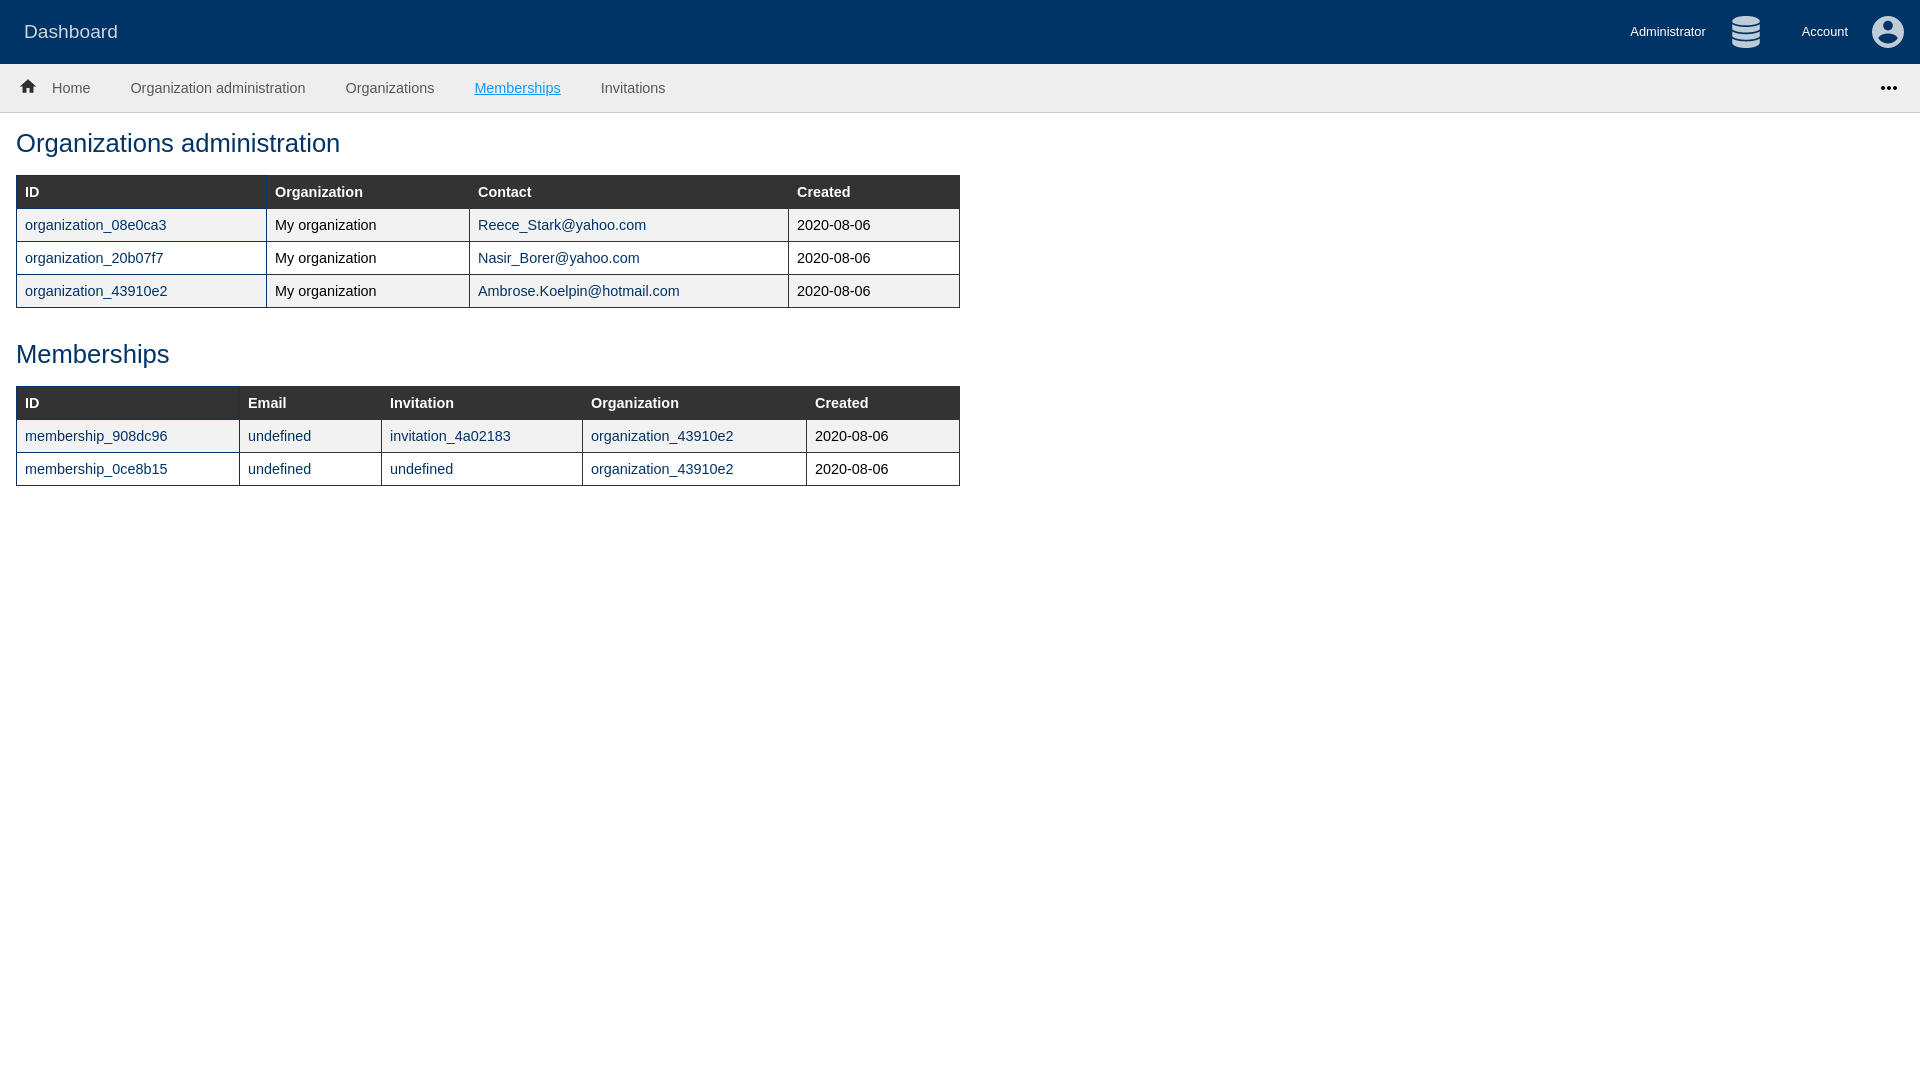 Dashboard
Administrator
Account
Home
Organization administration
Organizations
Memberships
Invitations
Organizations administration
ID Organization Contact Created
organization_08e0ca3 My organization Reece_Stark@yahoo.com 2020-08-06
organization_20b07f7 My organization Nasir_Borer@yahoo.com 2020-08-06
organization_43910e2 My organization Ambrose.Koelpin@hotmail.com 2020-08-06
Memberships
ID Email Invitation Organization Created
membership_908dc96 undefined invitation_4a02183 organization_43910e2 2020-08-06
membership_0ce8b15 undefined undefined organization_43910e2 2020-08-06